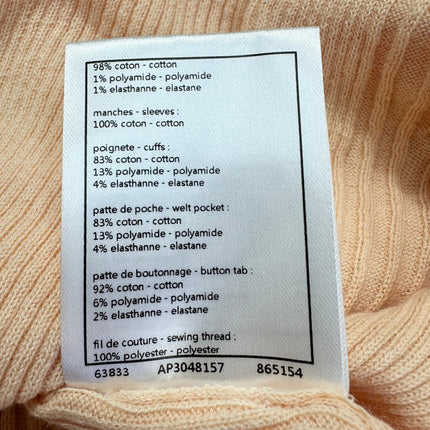 98% coton - cotton
1% polyamide - polyamide
1% elasthanne - elastane
manches - sleeves :
100% coton - cotton
poignete - cuffs :
83% coton - cotton
13% polyamide - polyamide
4% elasthanne - elastane
patte de poche - welt pocket :
83% coton - cotton
13% polyamide - polyamide
4% elasthanne - elastane
patte de boutonnage - button tab :
92% coton - cotton
6% polyamide - polyamide
2% elasthanne - elastane
fil de couture - sewing thread :
100% polyester - polyester
63833 AP3048157 865154